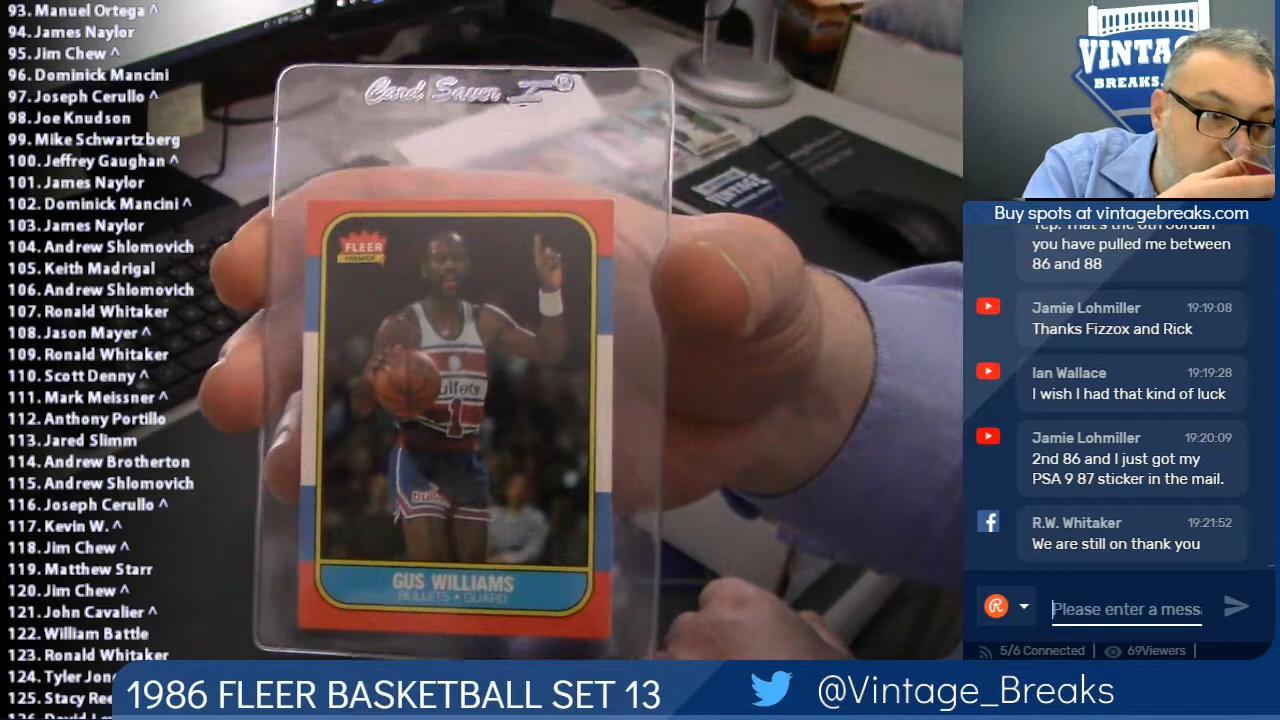 93. Manuel Ortega ^
94. James Naylor
95. Jim Chew ^
96. Dominick Mancini
97. Joseph Cerullo ^
98. Joe Knudson
99. Mike Schwartzberg
100. Jeffrey Gaughan ^
101. James Naylor
102. Dominick Mancini ^
103. James Naylor
104. Andrew Shlomovich
105. Keith Madrigal
106. Andrew Shlomovich
107. Ronald Whitaker
108. Jason Mayer ^
109. Ronald Whitaker
110. Scott Denny ^
111. Mark Meissner ^
112. Anthony Portillo
113. Jared Slimm
114. Andrew Brotherton
115. Andrew Shlomovich
116. Joseph Cerullo ^
117. Kevin W. ^
118. Jim Chew ^
119. Matthew Starr
120. Jim Chew ^
121. John Cavalier ^
122. William Battle
123. Ronald Whitaker
124. Tyler Jon
125. Stacy Ree
Card Saver I ®
FLEER
PREMIER
ullets
1
bull
GUS WILLIAMS
BULLETS • GUARD
VINTAG
BREAKS.
VINTAGE
Buy spots at vintagebreaks.com
Yep. That's the 6th Jordan
you have pulled me between
86 and 88
Jamie Lohmiller 19:19:08
Thanks Fizzox and Rick
Ian Wallace 19:19:28
I wish I had that kind of luck
Jamie Lohmiller 19:20:09
2nd 86 and I just got my
PSA 9 87 sticker in the mail.
R.W. Whitaker 19:21:52
We are still on thank you
Please enter a messa
5/6 Connected | 69Viewers |
1986 FLEER BASKETBALL SET 13
@Vintage_Breaks